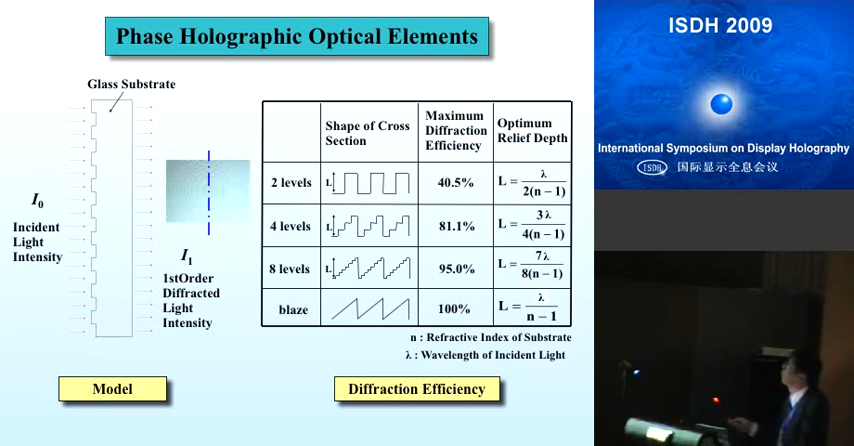 Phase Holographic Optical Elements
Glass Substrate
I0
Incident
Light
Intensity
I1
1stOrder
Diffracted
Light
Intensity
Shape of Cross
Section
Maximum
Diffraction
Efficiency
Optimum
Relief Depth
2 levels
L
40.5%
L = λ / 2(n − 1)
4 levels
L
81.1%
L = 3λ / 4(n − 1)
8 levels
L
95.0%
L = 7λ / 8(n − 1)
blaze
100%
L = λ / n − 1
n : Refractive Index of Substrate
λ : Wavelength of Incident Light
Model
Diffraction Efficiency
ISDH 2009
International Symposium on Display Holography
ISDH 国际显示全息会议